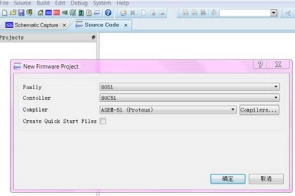 File Source Build Edit Debug System Help
Schematic Capture × Source Code ×
Projects
New Firmware Project
Family 8051
Contoller 80C51
Compiler ASEM-51 (Proteus) Compilers...
Create Quick Start Files
确定 取消